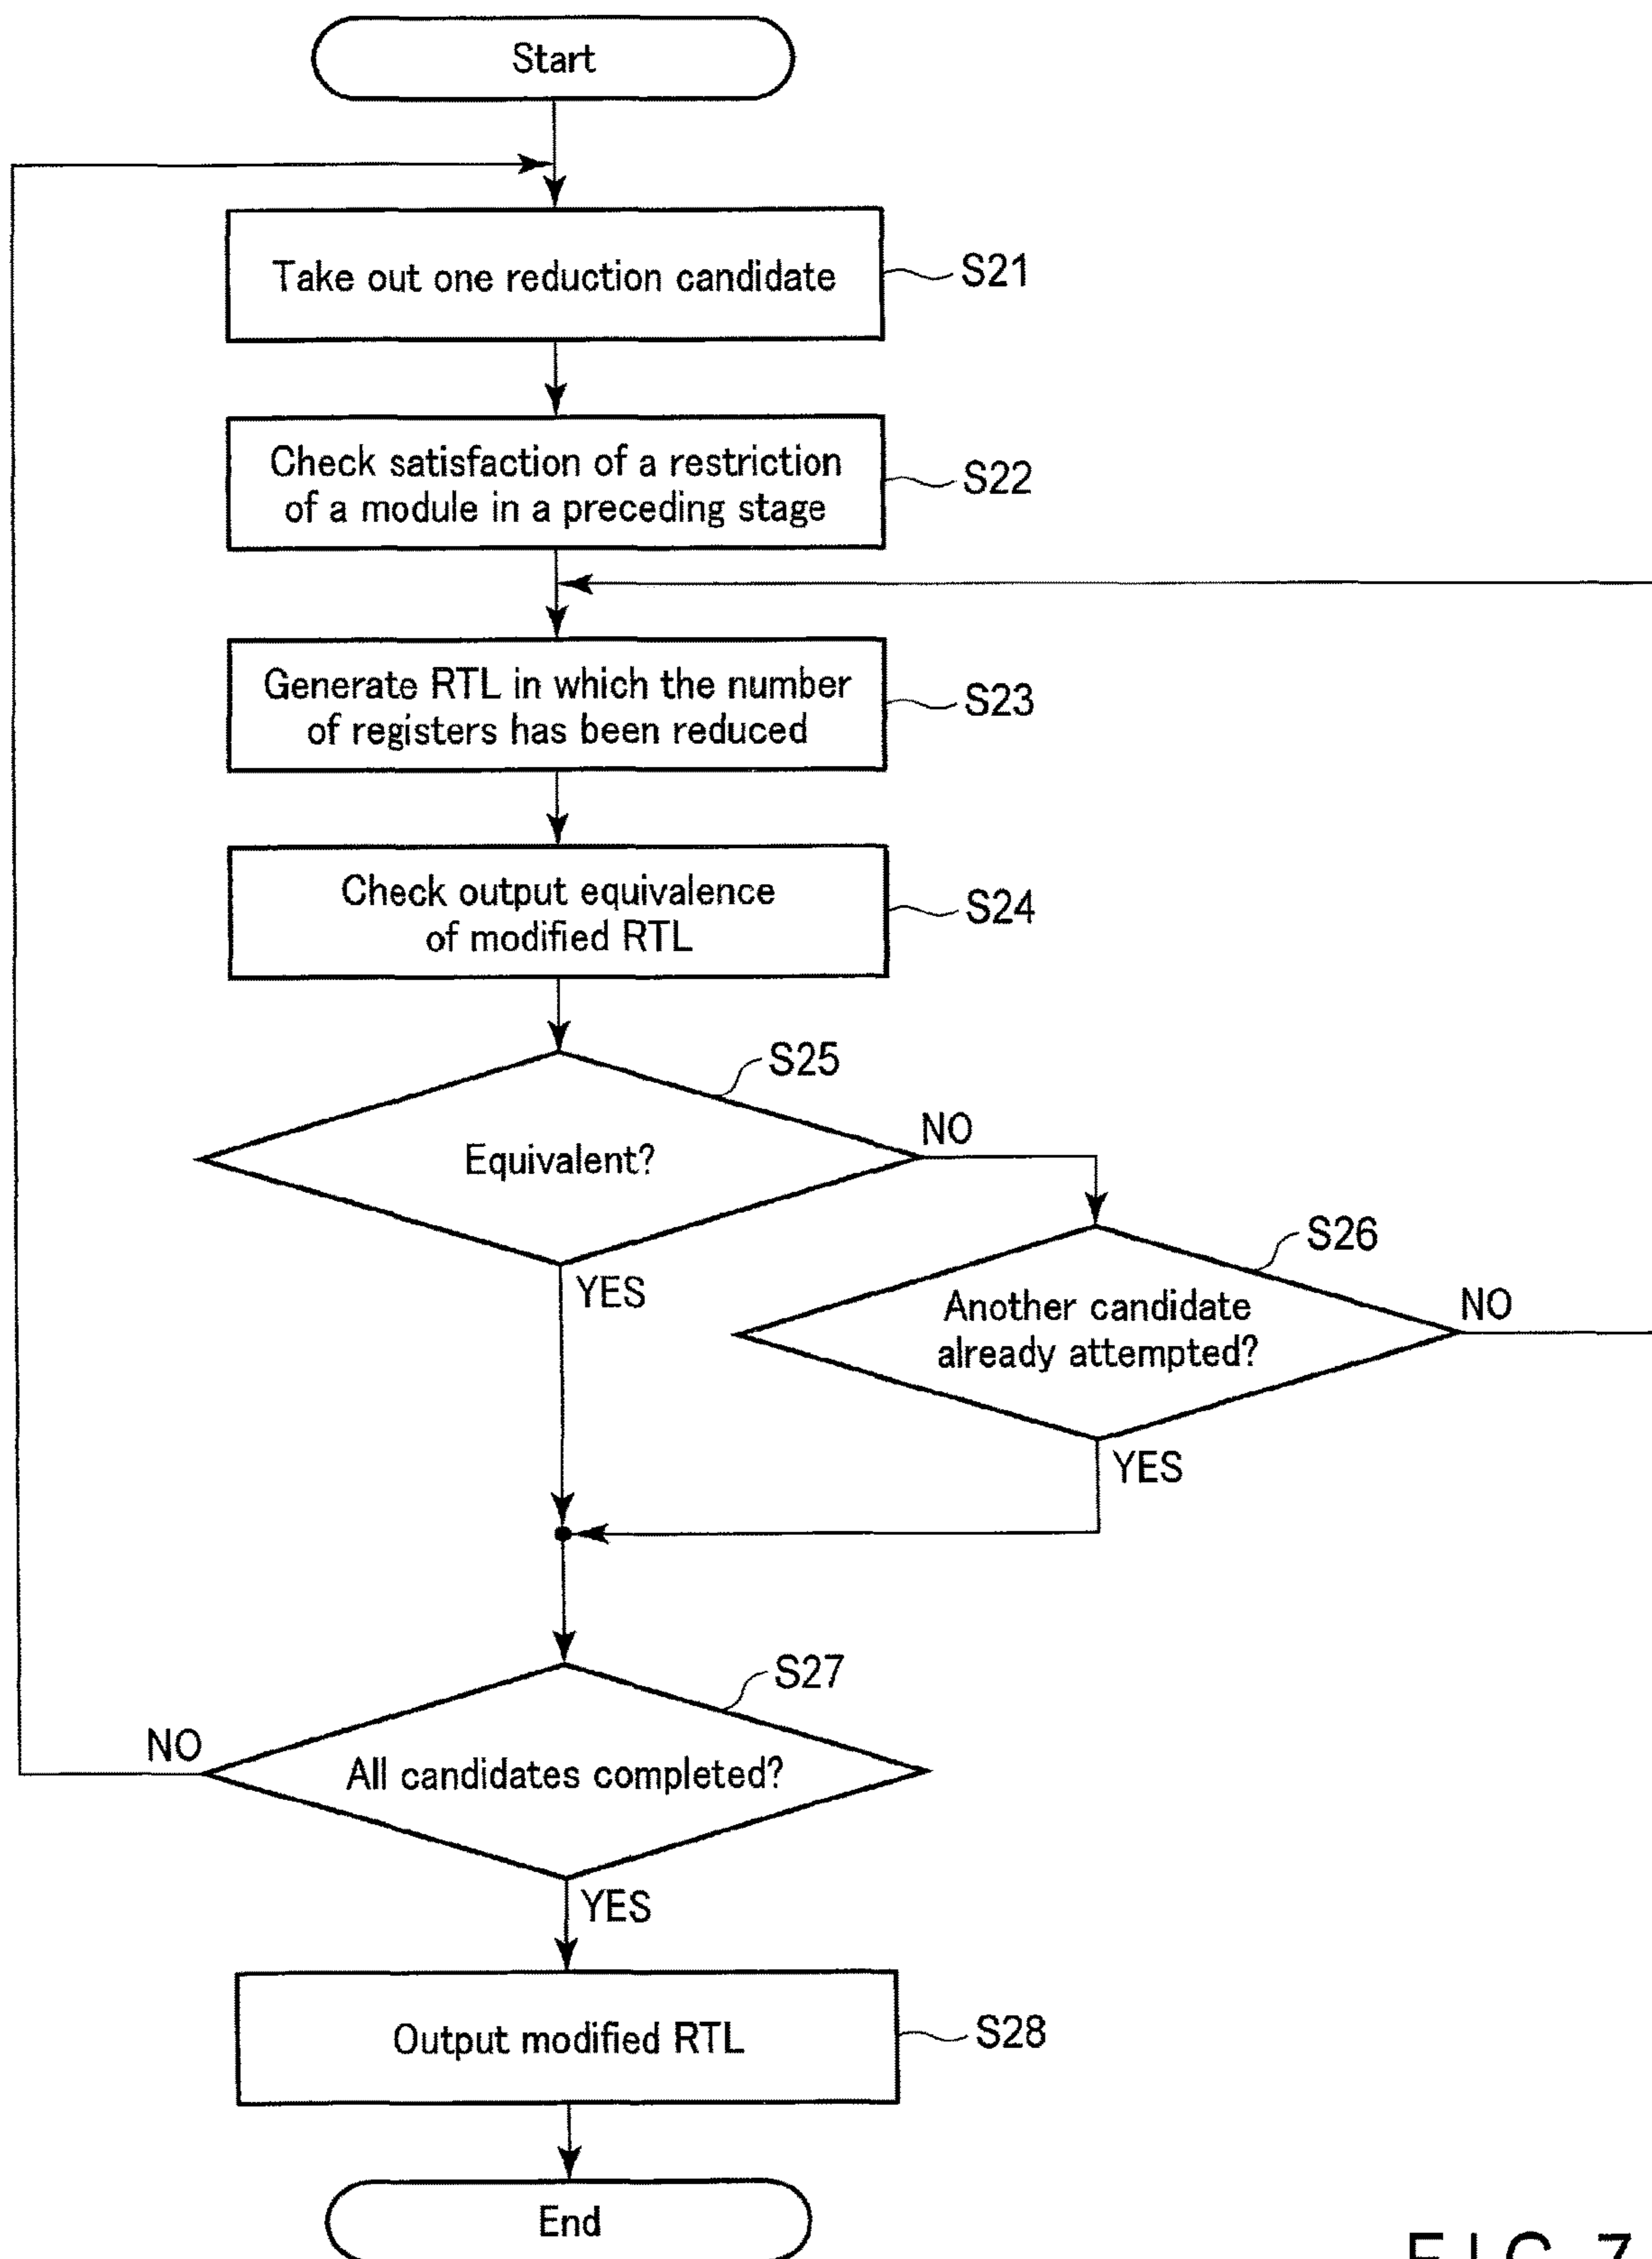 Start
Take out one reduction candidate
S21
Check satisfaction of a restriction
of a module in a preceding stage
S22
Generate RTL in which the number
of registers has been reduced
S23
Check output equivalence
of modified RTL
S24
S25
Equivalent?
NO
YES
S26
Another candidate
already attempted?
NO
YES
S27
All candidates completed?
NO
YES
Output modified RTL
S28
End
FIG. 7